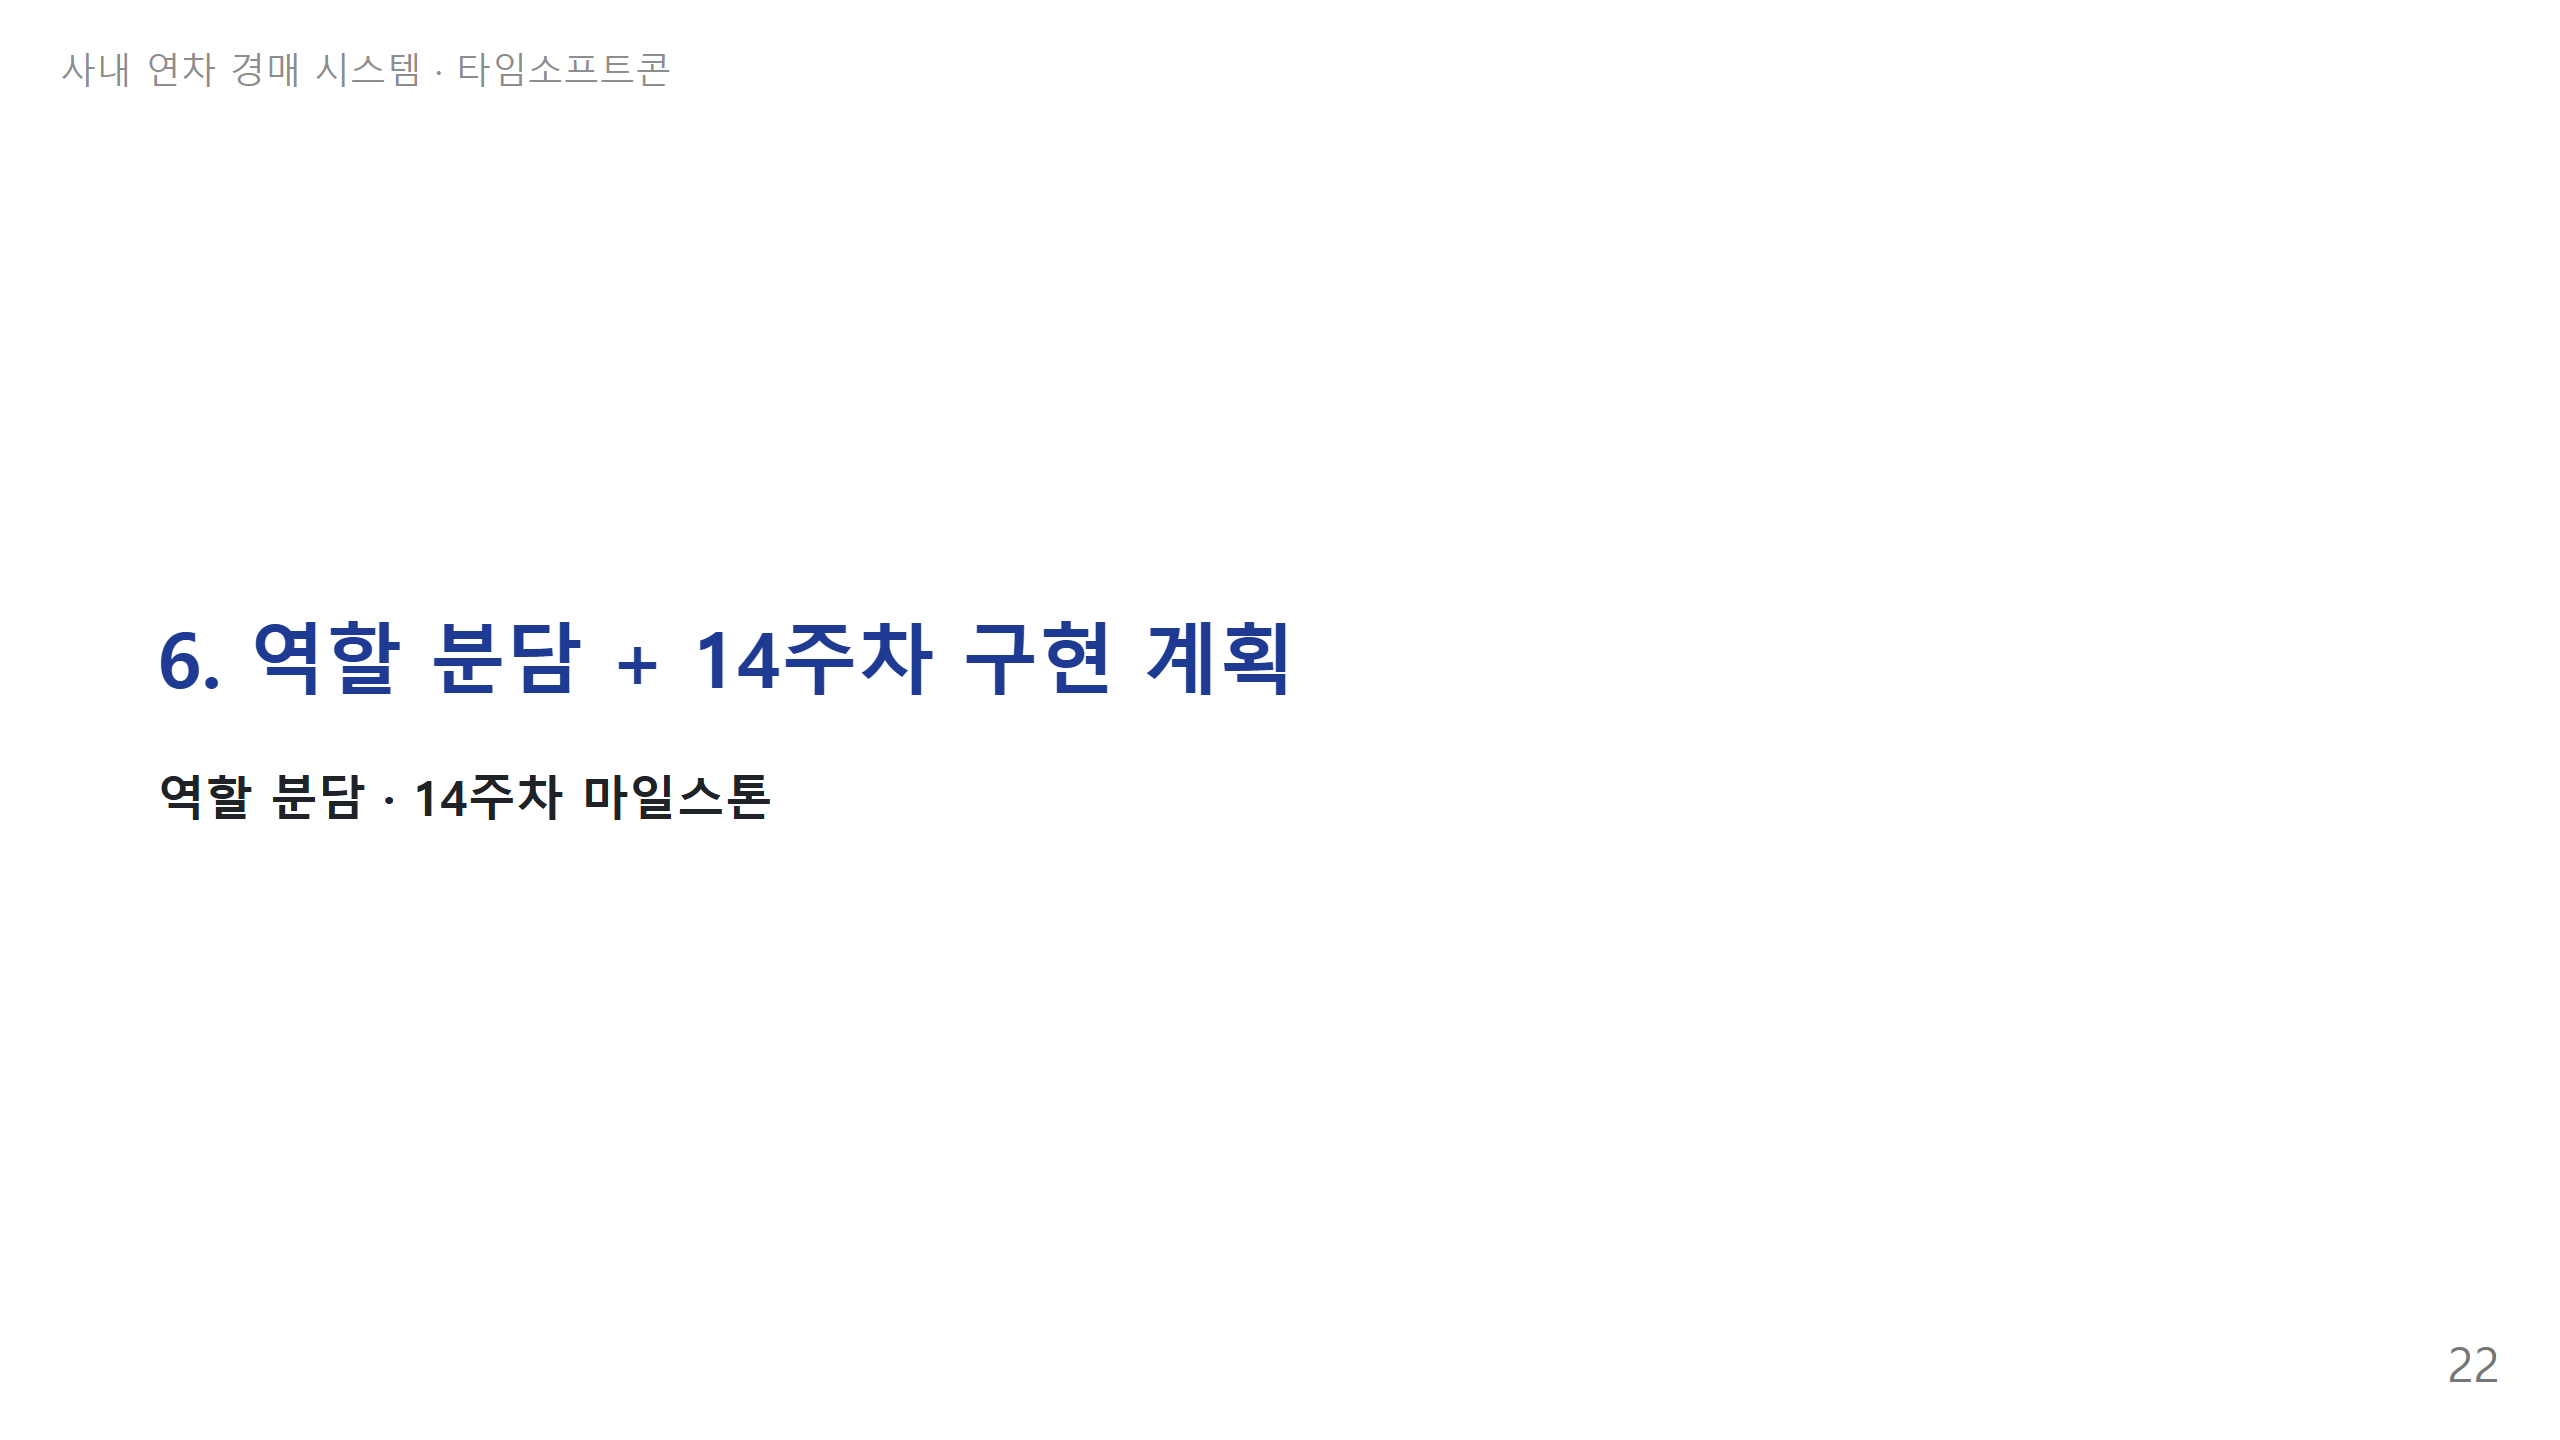 사내 연차 경매 시스템 · 타임소프트콘
6. 역할 분담 + 14주차 구현 계획
역할 분담 · 14주차 마일스톤
22